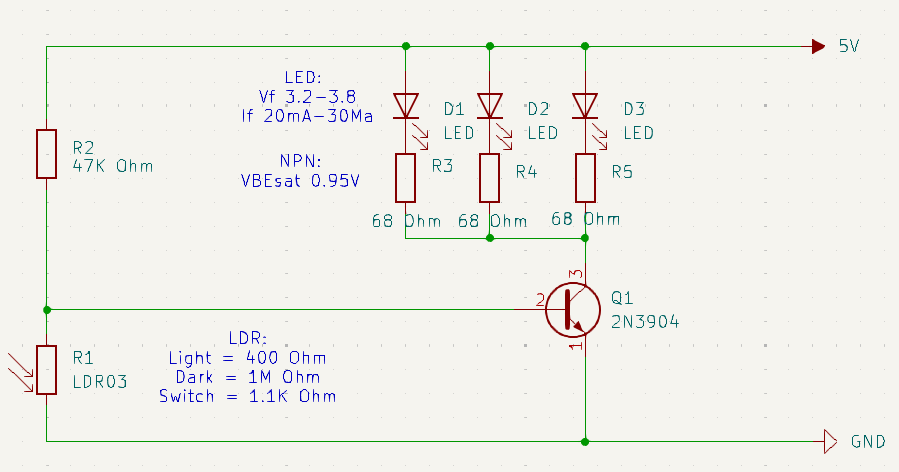 5V
LED:
Vf 3.2-3.8
If 20mA-30Ma
D1
LED
D2
LED
D3
LED
R2
47K Ohm
NPN:
VBEsat 0.95V
R3
68 Ohm
R4
68 Ohm
R5
68 Ohm
3
2
1
Q1
2N3904
LDR:
Light = 400 Ohm
Dark = 1M Ohm
Switch = 1.1K Ohm
R1
LDR03
GND